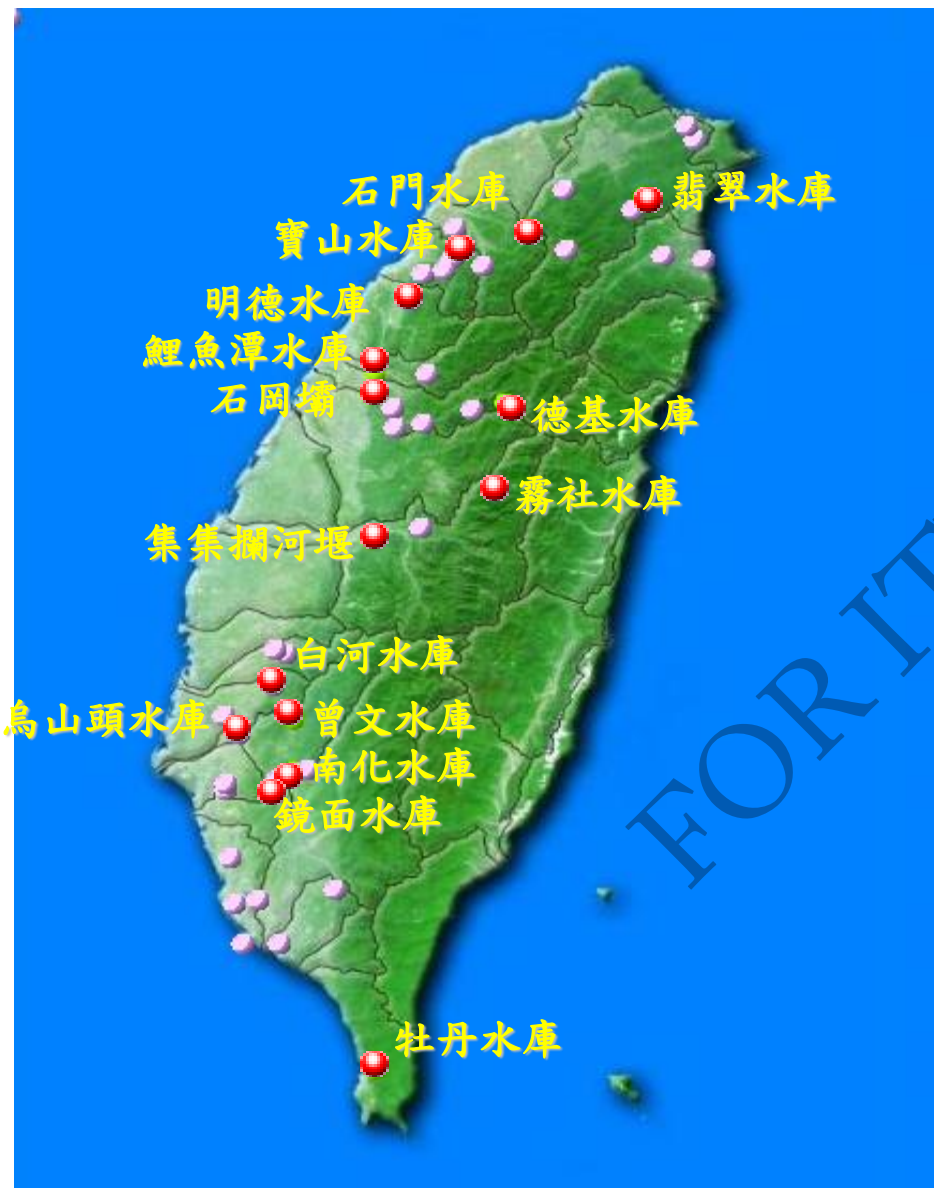 石門水庫
翡翠水庫
寶山水庫
明德水庫
鯉魚潭水庫
石岡壩
德基水庫
霧社水庫
集集攔河堰
白河水庫
烏山頭水庫
曾文水庫
南化水庫
鏡面水庫
牡丹水庫
FOR IT